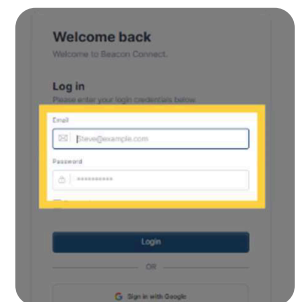 Welcome back
Welcome to Beacon Connect.
Log in
Please enter your login credentials below.
Email
Steve@example.com
Password
**********
Login
OR
G Sign in with Google